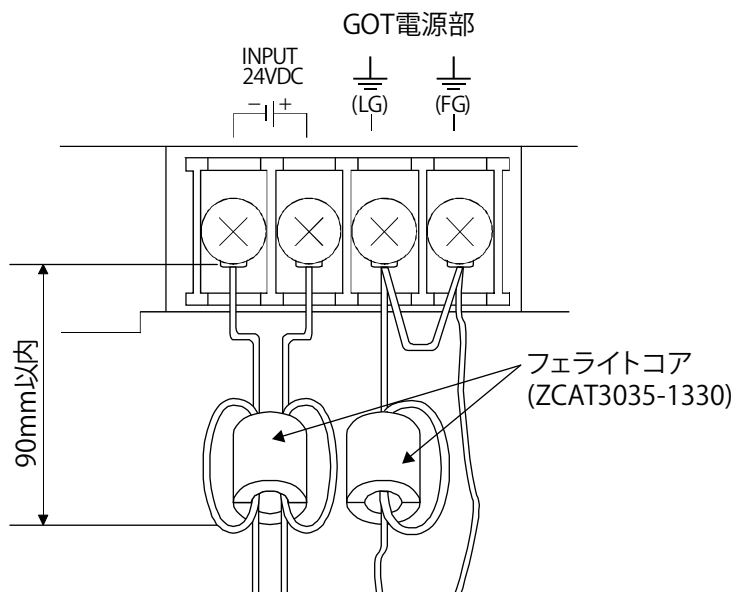 GOT電源部
INPUT
24VDC
− +
(LG)
(FG)
90mm以内
フェライトコア
(ZCAT3035-1330)